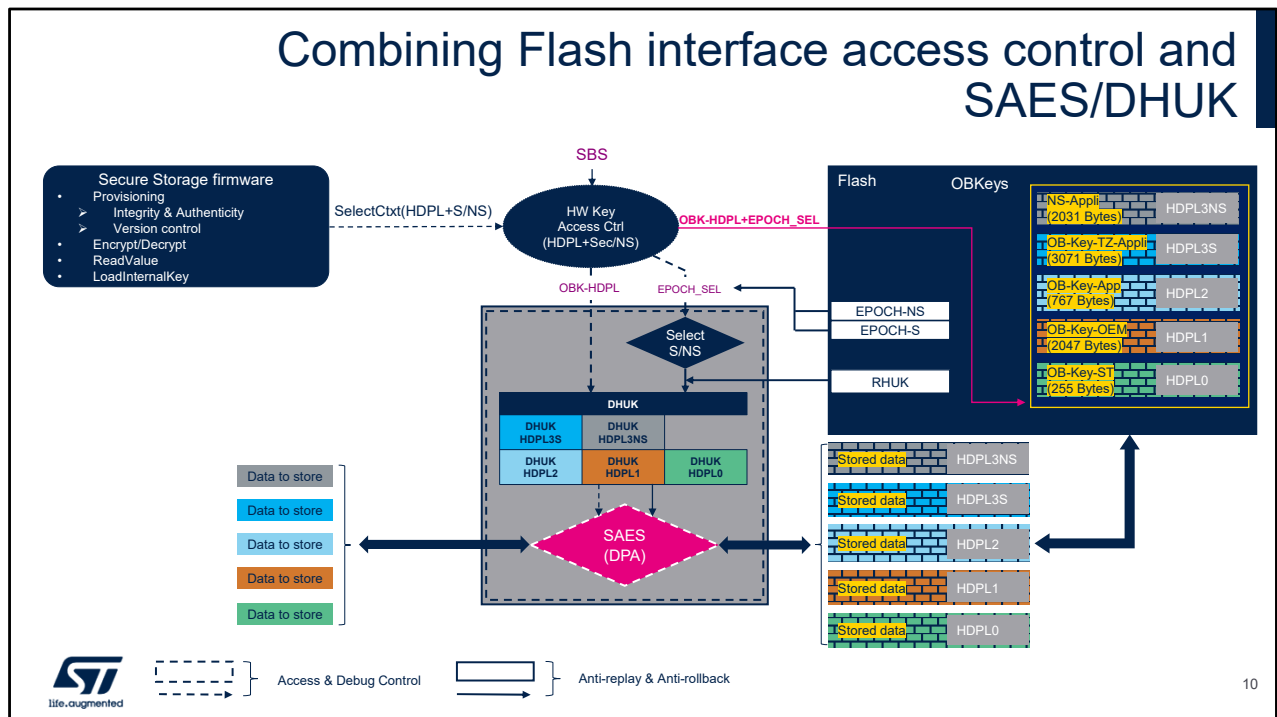 Combining Flash interface access control and
SAES/DHUK
SBS
Secure Storage firmware
• Provisioning
➢ Integrity & Authenticity
➢ Version control
• Encrypt/Decrypt
• ReadValue
• LoadInternalKey
SelectCtxt(HDPL+S/NS)
HW Key
Access Ctrl
(HDPL+Sec/NS)
OBK-HDPL+EPOCH_SEL
OBK-HDPL
EPOCH_SEL
Select
S/NS
Flash
OBKeys
NS-Appli
(2031 Bytes)
HDPL3NS
OB-Key-TZ-Appli
(3071 Bytes)
HDPL3S
OB-Key-App
(767 Bytes)
HDPL2
OB-Key-OEM
(2047 Bytes)
HDPL1
OB-Key-ST
(255 Bytes)
HDPL0
EPOCH-NS
EPOCH-S
RHUK
DHUK
DHUK
HDPL3S
DHUK
HDPL3NS
DHUK
HDPL2
DHUK
HDPL1
DHUK
HDPL0
SAES
(DPA)
Data to store
Data to store
Data to store
Data to store
Data to store
Stored data HDPL3NS
Stored data HDPL3S
Stored data HDPL2
Stored data HDPL1
Stored data HDPL0
ST
life.augmented
Access & Debug Control
Anti-replay & Anti-rollback
10